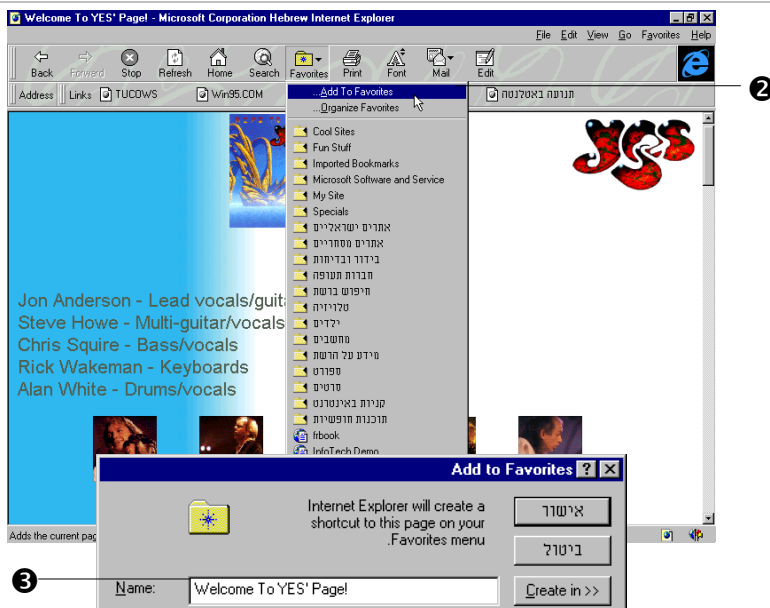 Welcome To YES' Page! - Microsoft Corporation Hebrew Internet Explorer
File Edit View Go Favorites Help
Back Forward Stop Refresh Home Search Favorites Print Font Mail Edit
Address Links TUCOWS Win95.COM תנועה באטלנטה
...Add To Favorites
❷
...Organize Favorites
Cool Sites
Fun Stuff
Imported Bookmarks
Microsoft Software and Service
My Site
Specials
אתרים ישראליים
אתרים מסחריים
בידור ובדיחות
חברות תעופה
חיפוש ברשת
טלויזיה
ילדים
מחשבים
מידע על הרשת
ספורט
סרטים
קניות באינטרנט
תוכנות חופשיות
frbook
InfoTech Demo
Yes
Jon Anderson - Lead vocals/guit
Steve Howe - Multi-guitar/vocals
Chris Squire - Bass/vocals
Rick Wakeman - Keyboards
Alan White - Drums/vocals
Adds the current pag
Add to Favorites
Internet Explorer will create a
shortcut to this page on your
.Favorites menu
אישור
ביטול
❸
Name: Welcome To YES' Page!
Create in >>